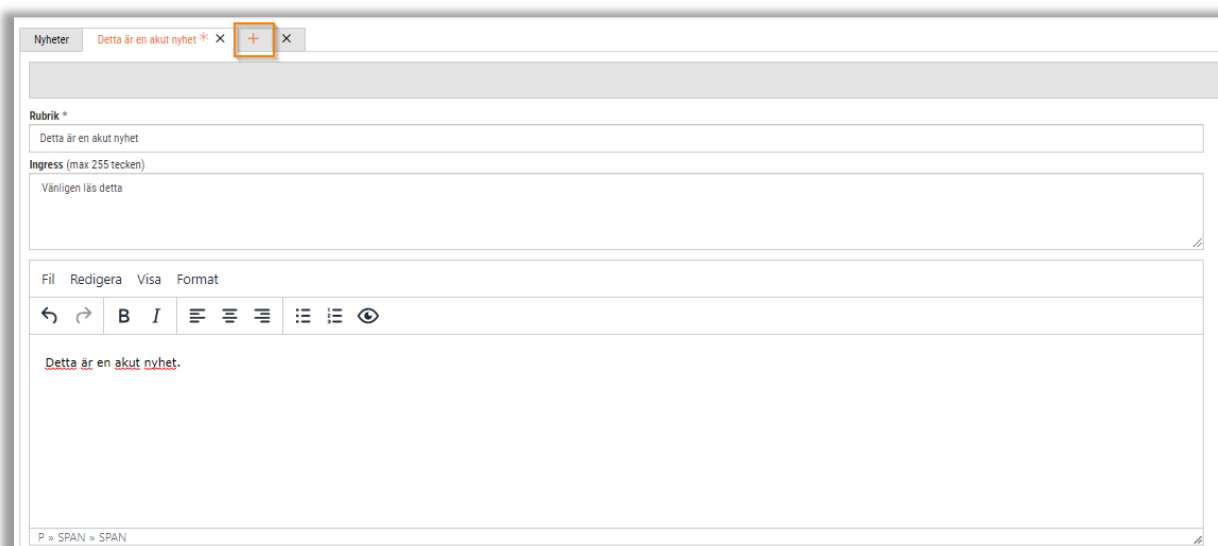 Nyheter Detta är en akut nyhet * × + ×
Rubrik *
Detta är en akut nyhet
Ingress (max 255 tecken)
Vänligen läs detta
Fil Redigera Visa Format
B I
Detta är en akut nyhet.
P » SPAN » SPAN